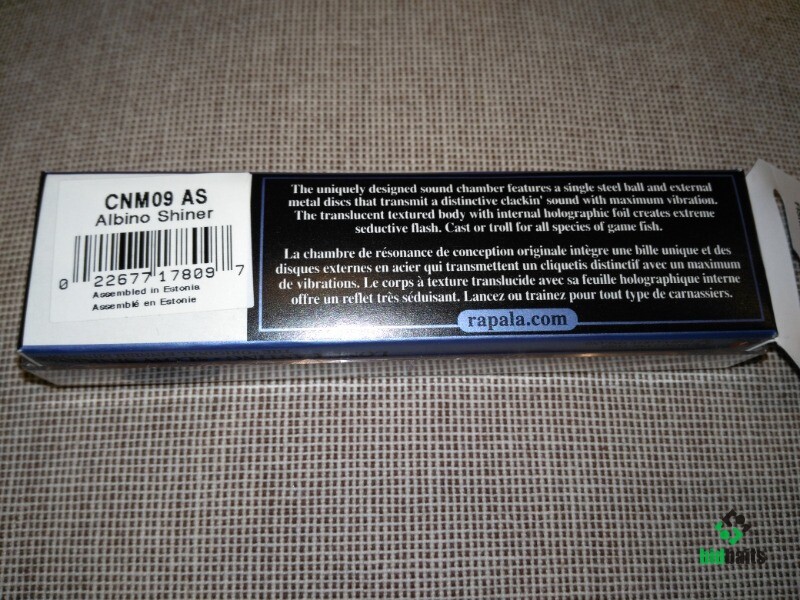 CNM09 AS
Albino Shiner
0 22677 17809 7
Assembled in Estonia
Assemblé en Estonie
The uniquely designed sound chamber features a single steel ball and external
metal discs that transmit a distinctive clackin' sound with maximum vibration.
The translucent textured body with internal holographic foil creates extreme
seductive flash. Cast or troll for all species of game fish.
La chambre de résonance de conception originale intègre une bille unique et des
disques externes en acier qui transmettent un cliquetis distinctif avec un maximum
de vibrations. Le corps à texture translucide avec sa feuille holographique interne
offre un reflet très séduisant. Lancez ou trainez pour tout type de carnassiers.
rapala.com